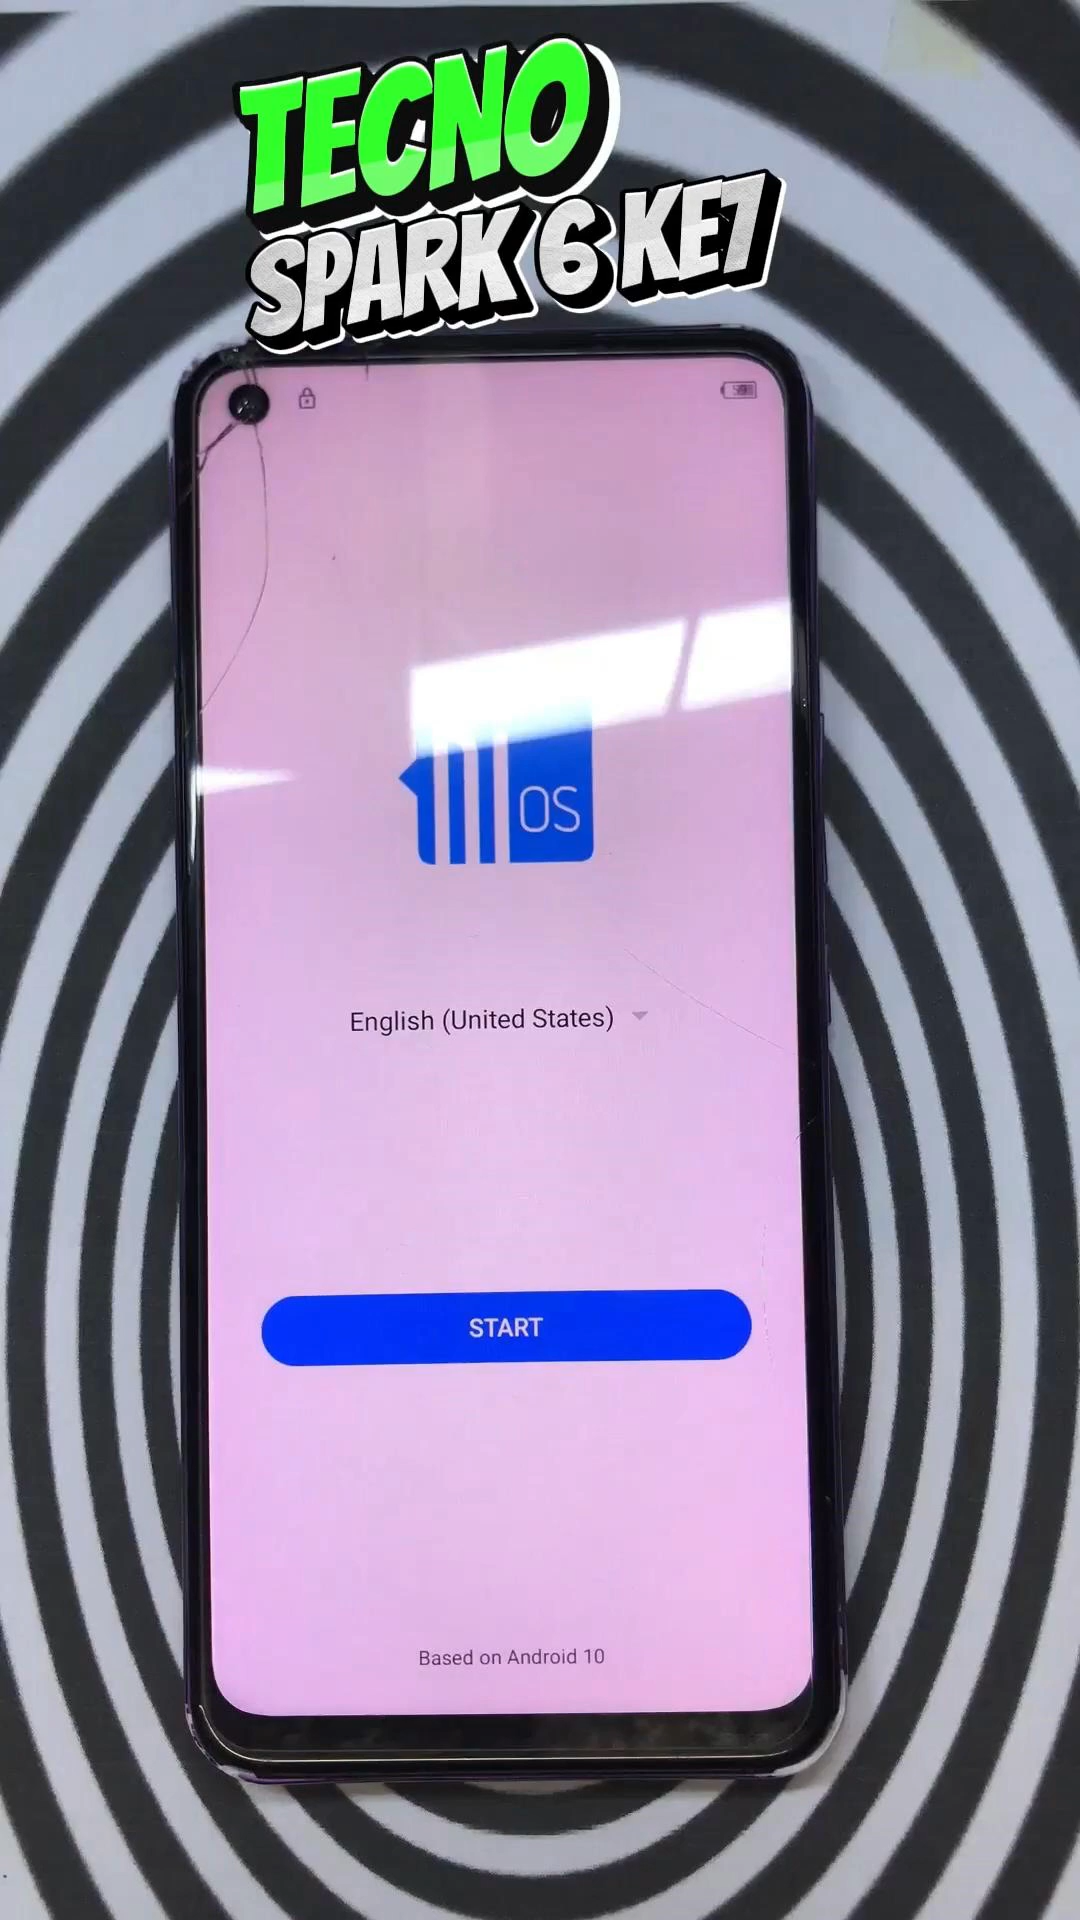 TECNO
SPARK 6 KE7
OS
English (United States)
START
Based on Android 10